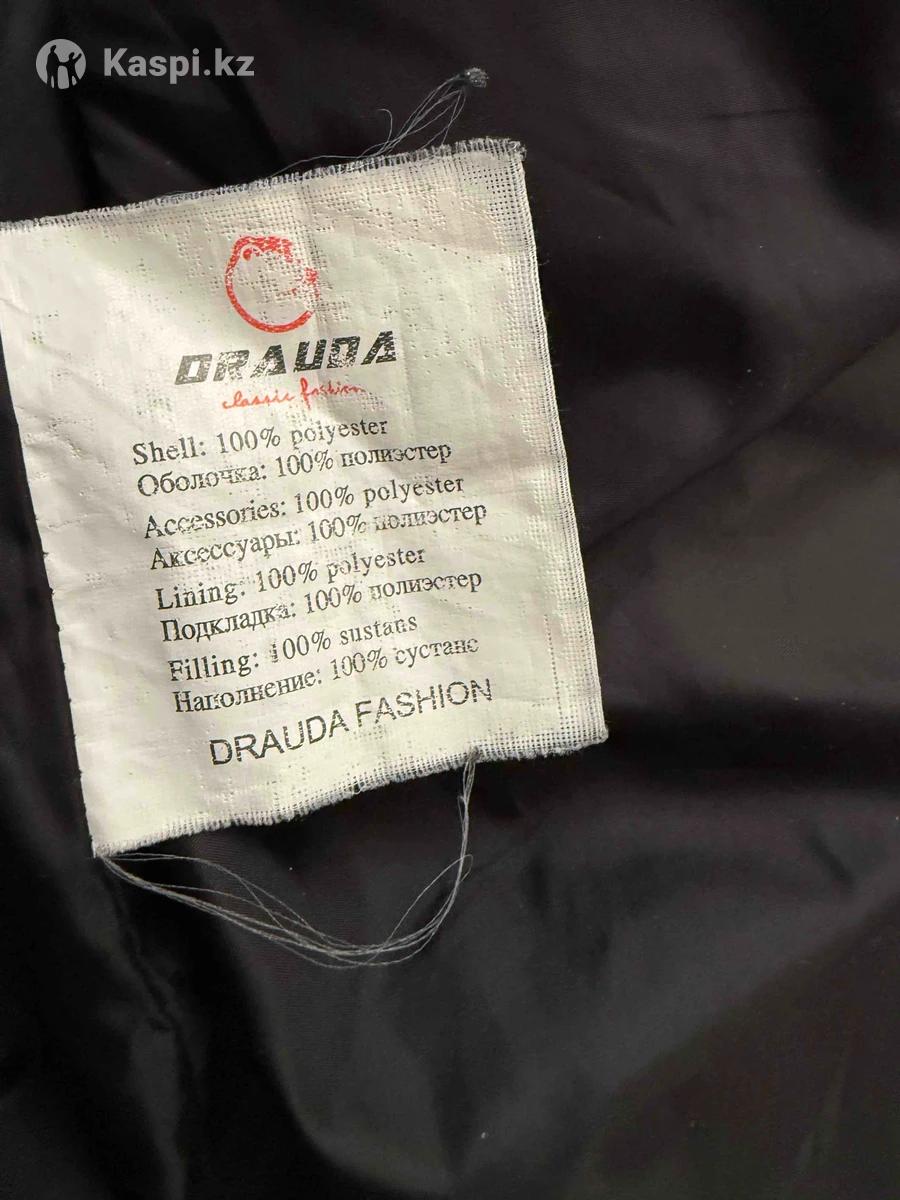 Kaspi.kz
DRAUDA
classic fashion
Shell: 100% polyester
Оболочка: 100% полиэстер
Accessories: 100% polyester
Аксессуары: 100% полиэстер
Lining: 100% polyester
Подкладка: 100% полиэстер
Filling: 100% sustans
Наполнение: 100% сустанс
DRAUDA FASHION